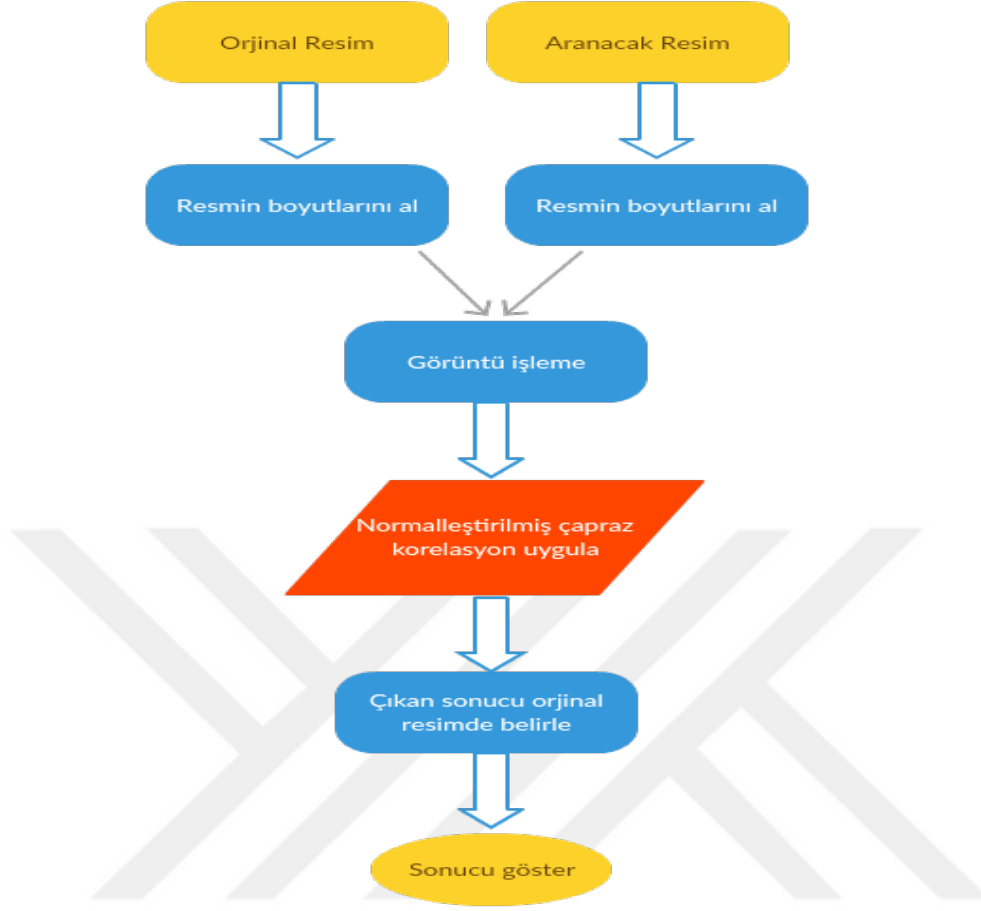 Orjinal Resim
Aranacak Resim
Resmin boyutlarını al
Resmin boyutlarını al
Görüntü işleme
Normalleştirilmiş çapraz
korelasyon uygula
Çıkan sonucu orjinal
resimde belirle
Sonucu göster